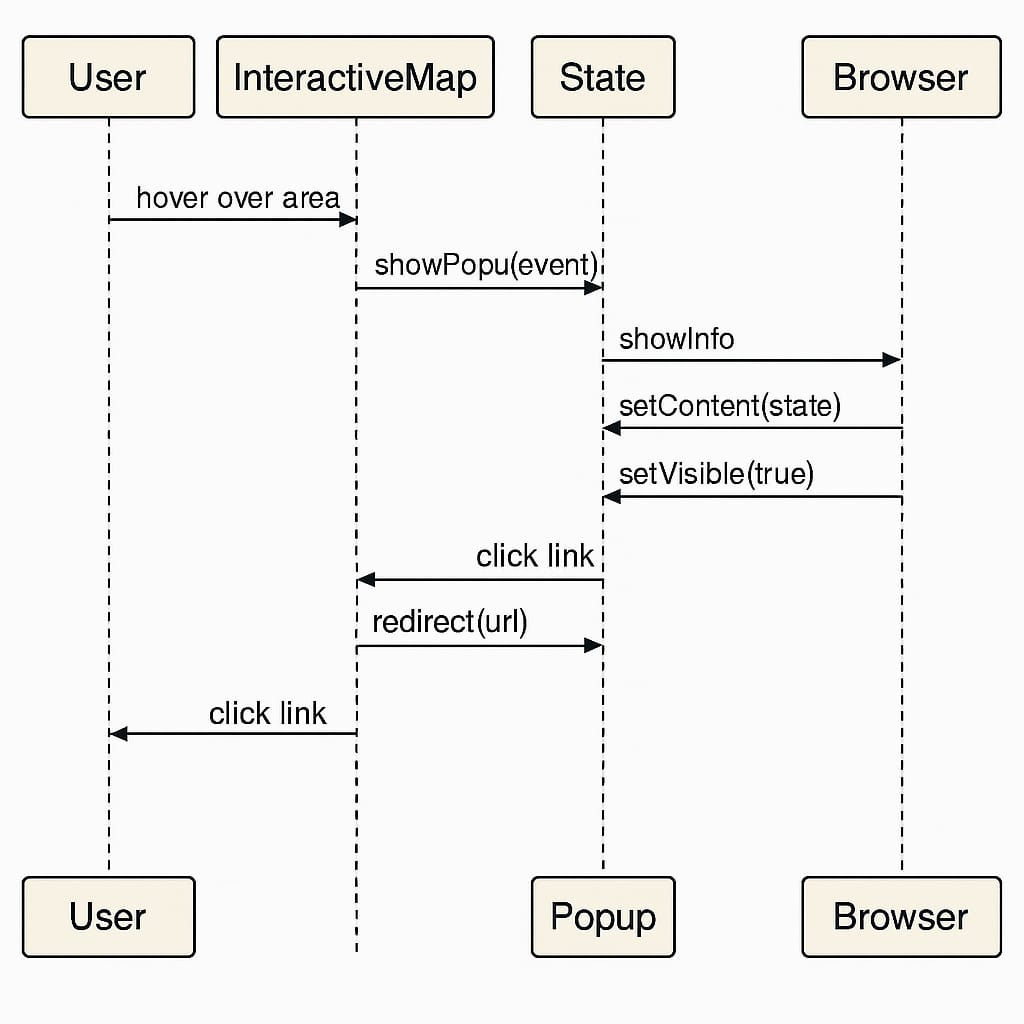 User
InteractiveMap
State
Browser
hover over area
showPopu(event)
showInfo
setContent(state)
setVisible(true)
click link
redirect(url)
click link
User
Popup
Browser